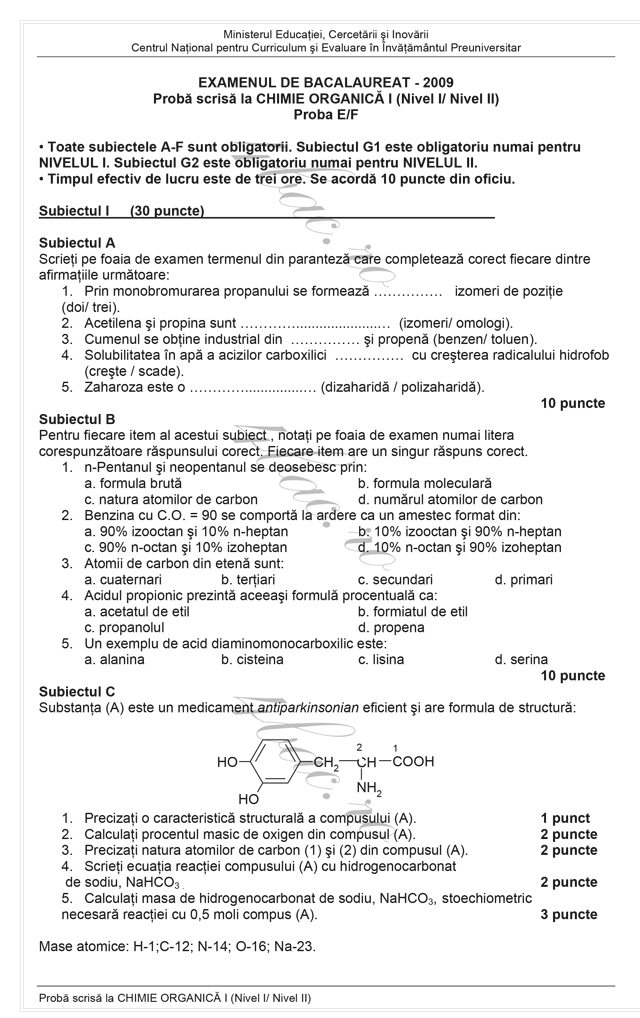 Ministerul Educaţiei, Cercetării şi Inovării
Centrul Naţional pentru Curriculum şi Evaluare în Învăţământul Preuniversitar
EXAMENUL DE BACALAUREAT - 2009
Probă scrisă la CHIMIE ORGANICĂ I (Nivel I/ Nivel II)
Proba E/F
• Toate subiectele A-F sunt obligatorii. Subiectul G1 este obligatoriu numai pentru
NIVELUL I. Subiectul G2 este obligatoriu numai pentru NIVELUL II.
• Timpul efectiv de lucru este de trei ore. Se acordă 10 puncte din oficiu.
Subiectul I (30 puncte)
Subiectul A
Scrieţi pe foaia de examen termenul din paranteză care completează corect fiecare dintre
afirmaţiile următoare:
1. Prin monobromurarea propanului se formează …………… izomeri de poziţie
(doi/ trei).
2. Acetilena şi propina sunt …………........................… (izomeri/ omologi).
3. Cumenul se obţine industrial din …………… şi propenă (benzen/ toluen).
4. Solubilitatea în apă a acizilor carboxilici …………… cu creşterea radicalului hidrofob
(creşte / scade).
5. Zaharoza este o …………................… (dizaharidă / polizaharidă).
10 puncte
Subiectul B
Pentru fiecare item al acestui subiect , notaţi pe foaia de examen numai litera
corespunzătoare răspunsului corect. Fiecare item are un singur răspuns corect.
1. n-Pentanul şi neopentanul se deosebesc prin:
a. formula brută b. formula moleculară
c. natura atomilor de carbon d. numărul atomilor de carbon
2. Benzina cu C.O. = 90 se comportă la ardere ca un amestec format din:
a. 90% izooctan şi 10% n-heptan b. 10% izooctan şi 90% n-heptan
c. 90% n-octan şi 10% izoheptan d. 10% n-octan şi 90% izoheptan
3. Atomii de carbon din etenă sunt:
a. cuaternari b. terţiari c. secundari d. primari
4. Acidul propionic prezintă aceeaşi formulă procentuală ca:
a. acetatul de etil b. formiatul de etil
c. propanolul d. propena
5. Un exemplu de acid diaminomonocarboxilic este:
a. alanina b. cisteina c. lisina d. serina
10 puncte
Subiectul C
Substanţa (A) este un medicament antiparkinsonian eficient şi are formula de structură:
2 1
HO CH2 CH COOH
NH2
HO
1. Precizaţi o caracteristică structurală a compusului (A). 1 punct
2. Calculaţi procentul masic de oxigen din compusul (A). 2 puncte
3. Precizaţi natura atomilor de carbon (1) şi (2) din compusul (A). 2 puncte
4. Scrieţi ecuaţia reacţiei compusului (A) cu hidrogenocarbonat
de sodiu, NaHCO3 . 2 puncte
5. Calculaţi masa de hidrogenocarbonat de sodiu, NaHCO3, stoechiometric
necesară reacţiei cu 0,5 moli compus (A). 3 puncte
Mase atomice: H-1;C-12; N-14; O-16; Na-23.
Probă scrisă la CHIMIE ORGANICĂ I (Nivel I/ Nivel II)